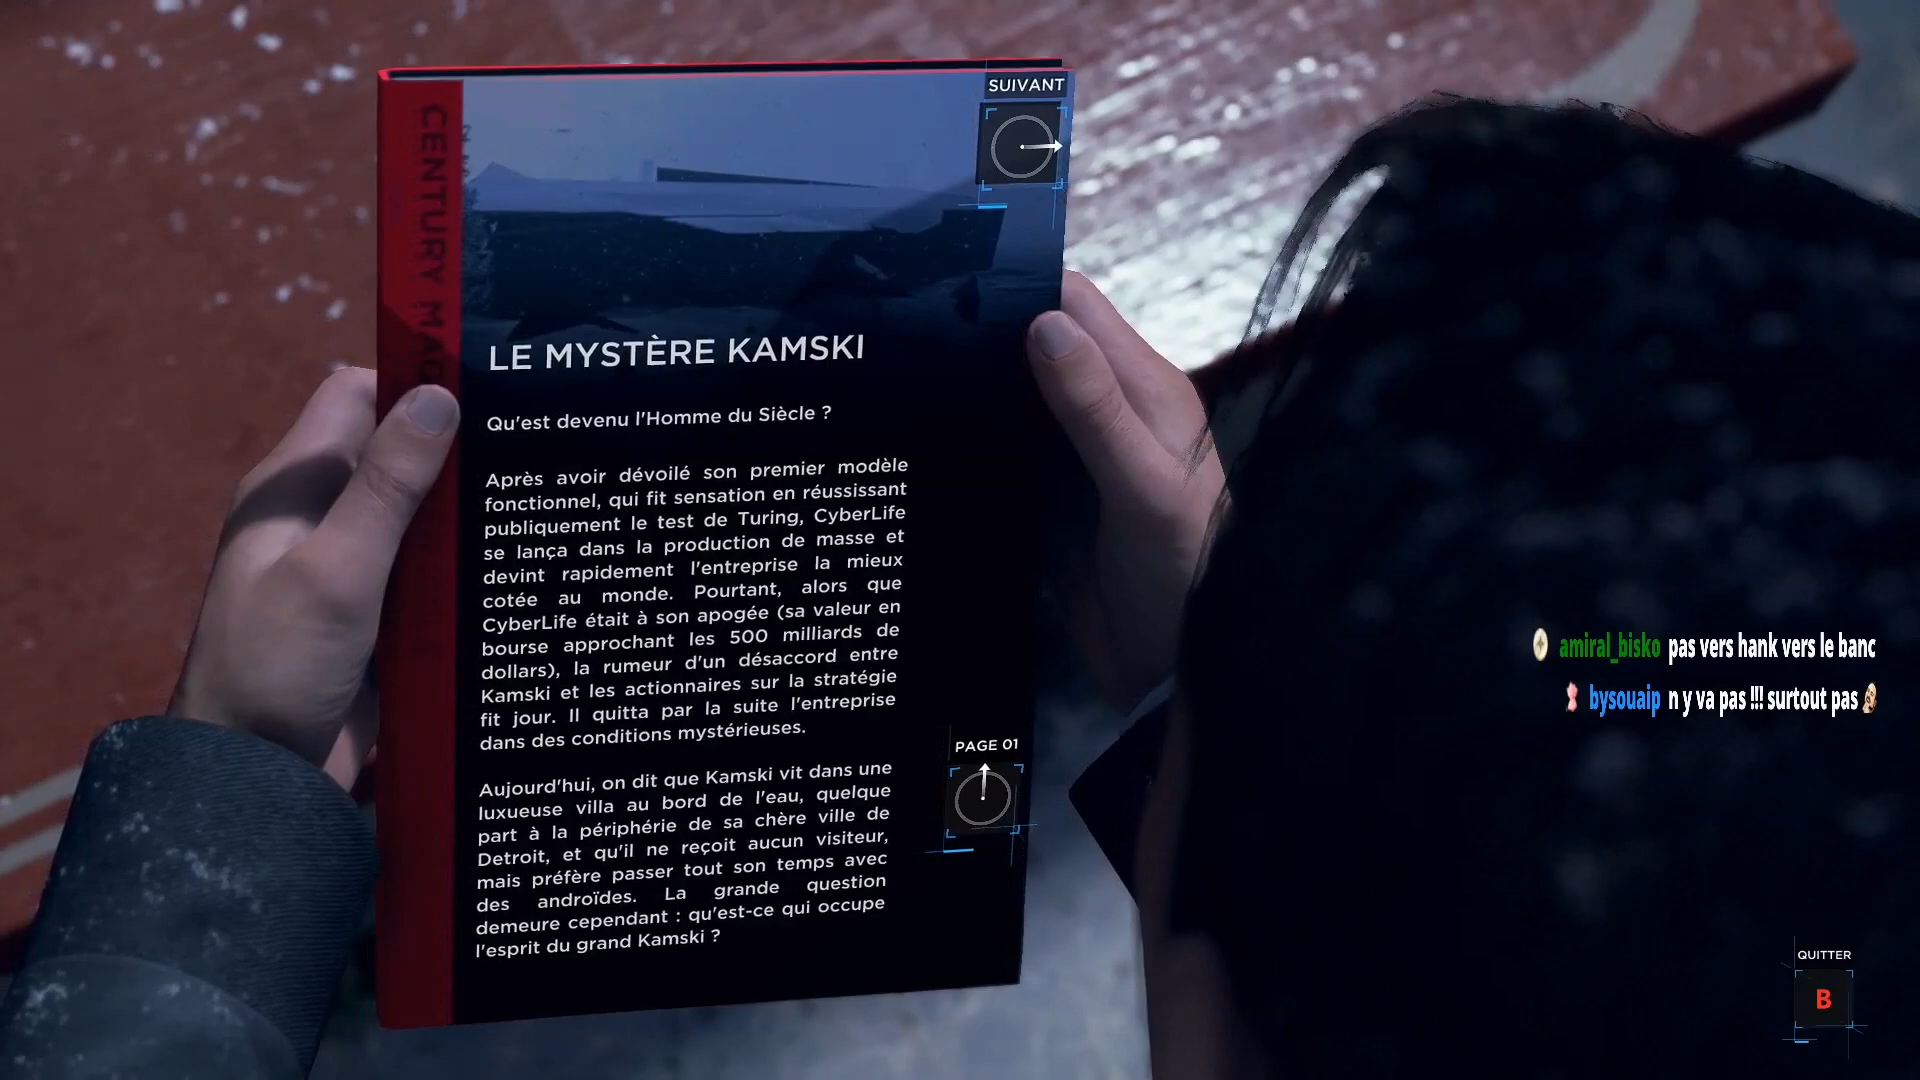 SUIVANT
CENTURY MAG
LE MYSTÈRE KAMSKI
Qu'est devenu l'Homme du Siècle ?
Après avoir dévoilé son premier modèle
fonctionnel, qui fit sensation en réussissant
publiquement le test de Turing, CyberLife
se lança dans la production de masse et
devint rapidement l'entreprise la mieux
cotée au monde. Pourtant, alors que
CyberLife était à son apogée (sa valeur en
bourse approchant les 500 milliards de
dollars), la rumeur d'un désaccord entre
Kamski et les actionnaires sur la stratégie
fit jour. Il quitta par la suite l'entreprise
dans des conditions mystérieuses.
Aujourd'hui, on dit que Kamski vit dans une
luxueuse villa au bord de l'eau, quelque
part à la périphérie de sa chère ville de
Detroit, et qu'il ne reçoit aucun visiteur,
mais préfère passer tout son temps avec
des androïdes. La grande question
demeure cependant : qu'est-ce qui occupe
l'esprit du grand Kamski ?
PAGE 01
amiral_bisko pas vers hank vers le banc
bysouaip n y va pas !!! surtout pas
QUITTER
B